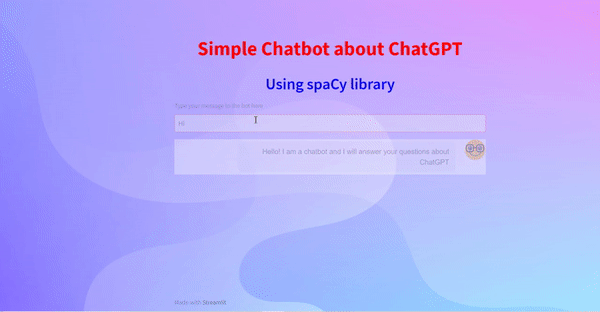 Simple Chatbot about ChatGPT
Using spaCy library
Type your message to the bot here
Hi!
Hello! I am a chatbot and I will answer your questions about
ChatGPT
Made with Streamlit